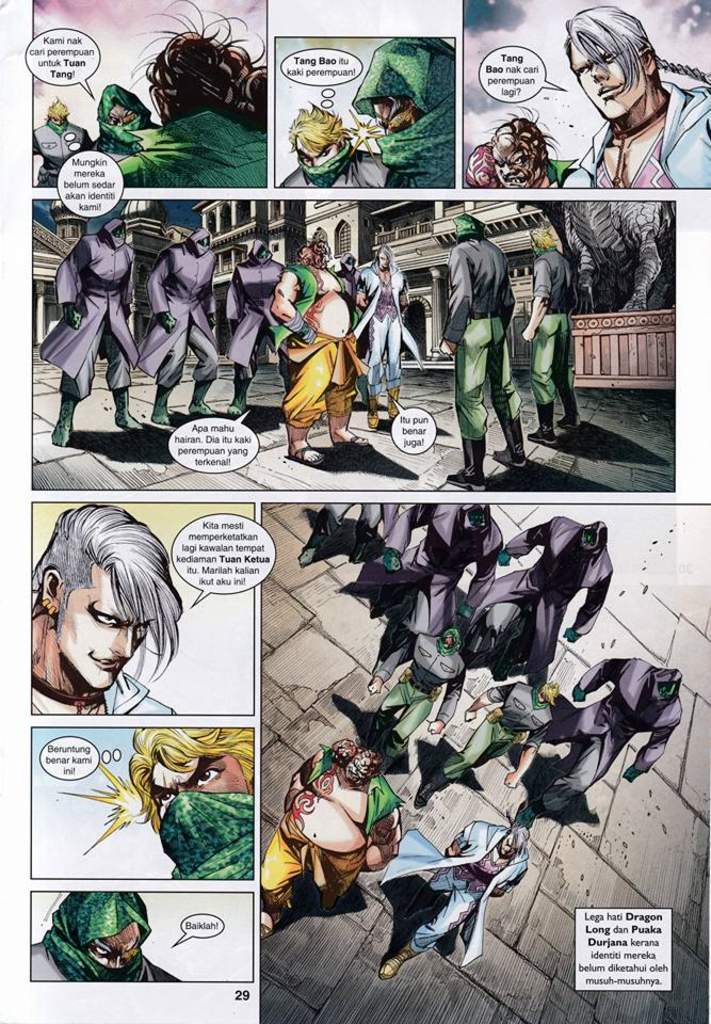 Kami nak
cari perempuan
untuk Tuan
Tang!
Mungkin
mereka
belum sedar
akan identiti
kami!
Tang Bao itu
kaki perempuan!
Tang
Bao nak cari
perempuan
lagi?
Apa mahu
hairan. Dia itu kaki
perempuan yang
terkenal!
Itu pun
benar
juga!
Kita mesti
memperketatkan
lagi kawalan tempat
kediaman Tuan Ketua
itu. Marilah kalian
ikut aku ini!
Beruntung
benar kami
ini!
Baiklah!
Lega hati Dragon
Long dan Puaka
Durjana kerana
identiti mereka
belum diketahui oleh
musuh-musuhnya.
29